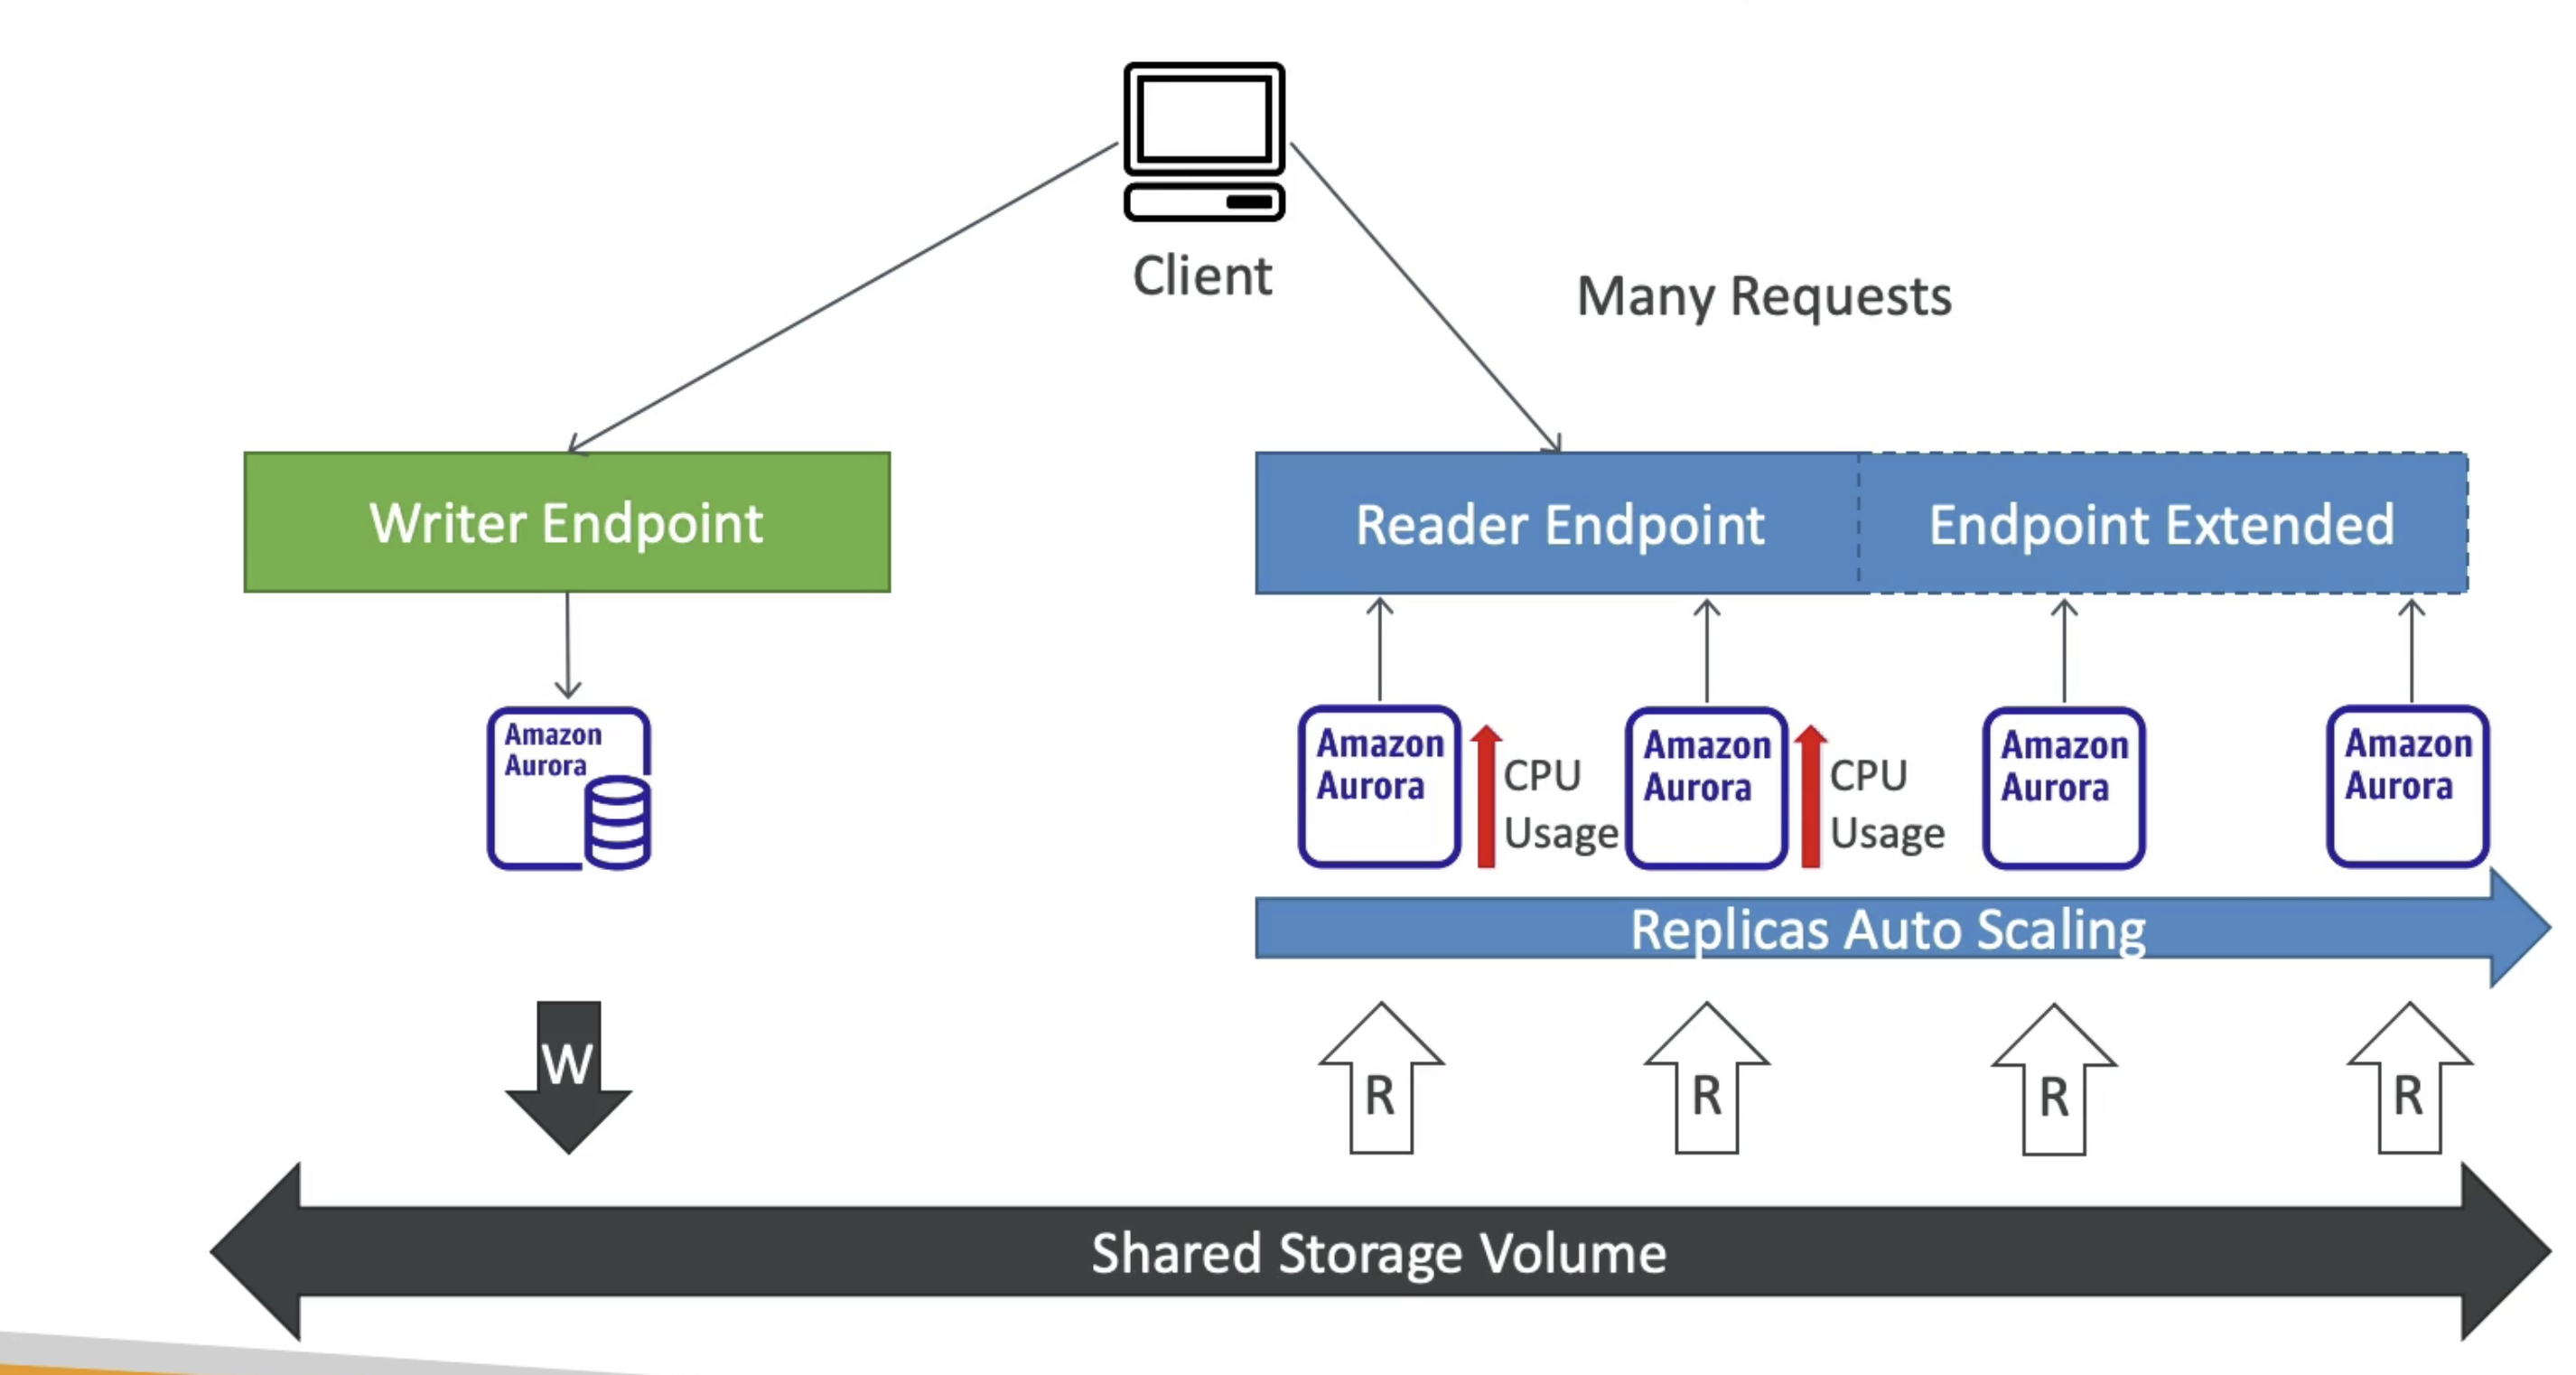 Client
Many Requests
Writer Endpoint
Reader Endpoint
Endpoint Extended
Amazon
Aurora
Amazon
Aurora
CPU
Usage
Amazon
Aurora
CPU
Usage
Amazon
Aurora
Amazon
Aurora
Replicas Auto Scaling
W
R
R
R
R
Shared Storage Volume